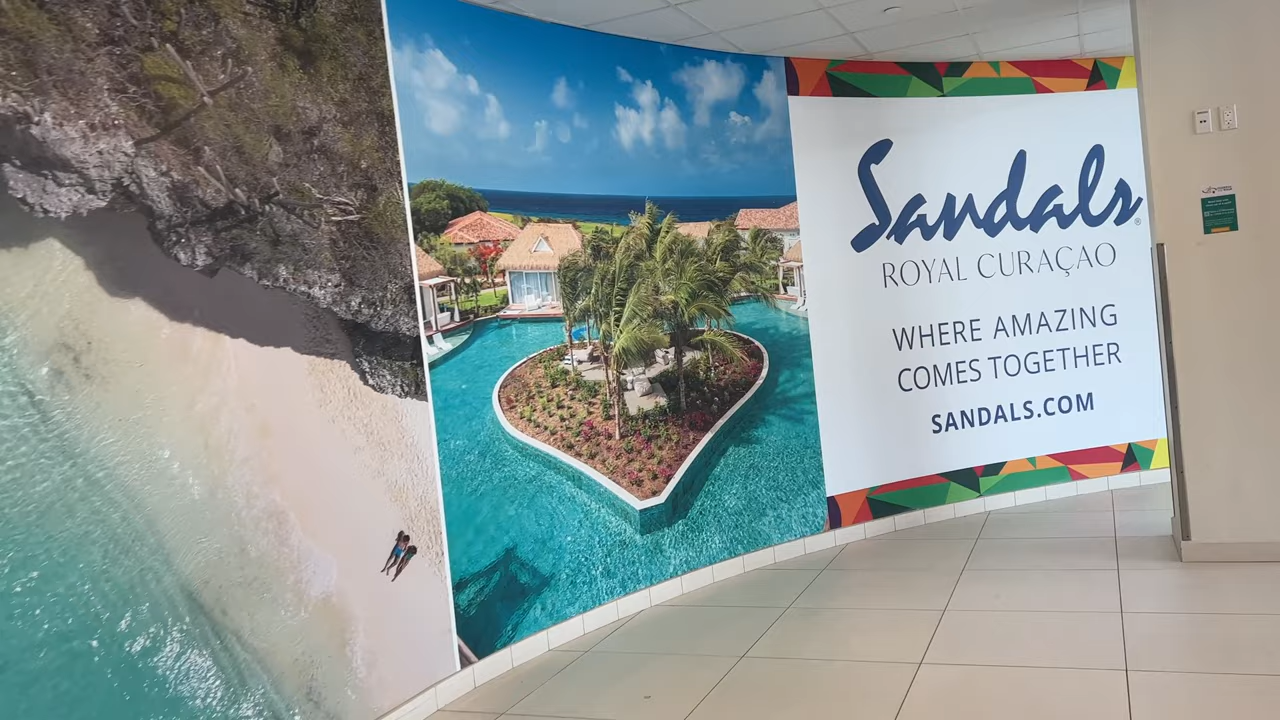 Sandals®
ROYAL CURAÇAO
WHERE AMAZING
COMES TOGETHER
SANDALS.COM